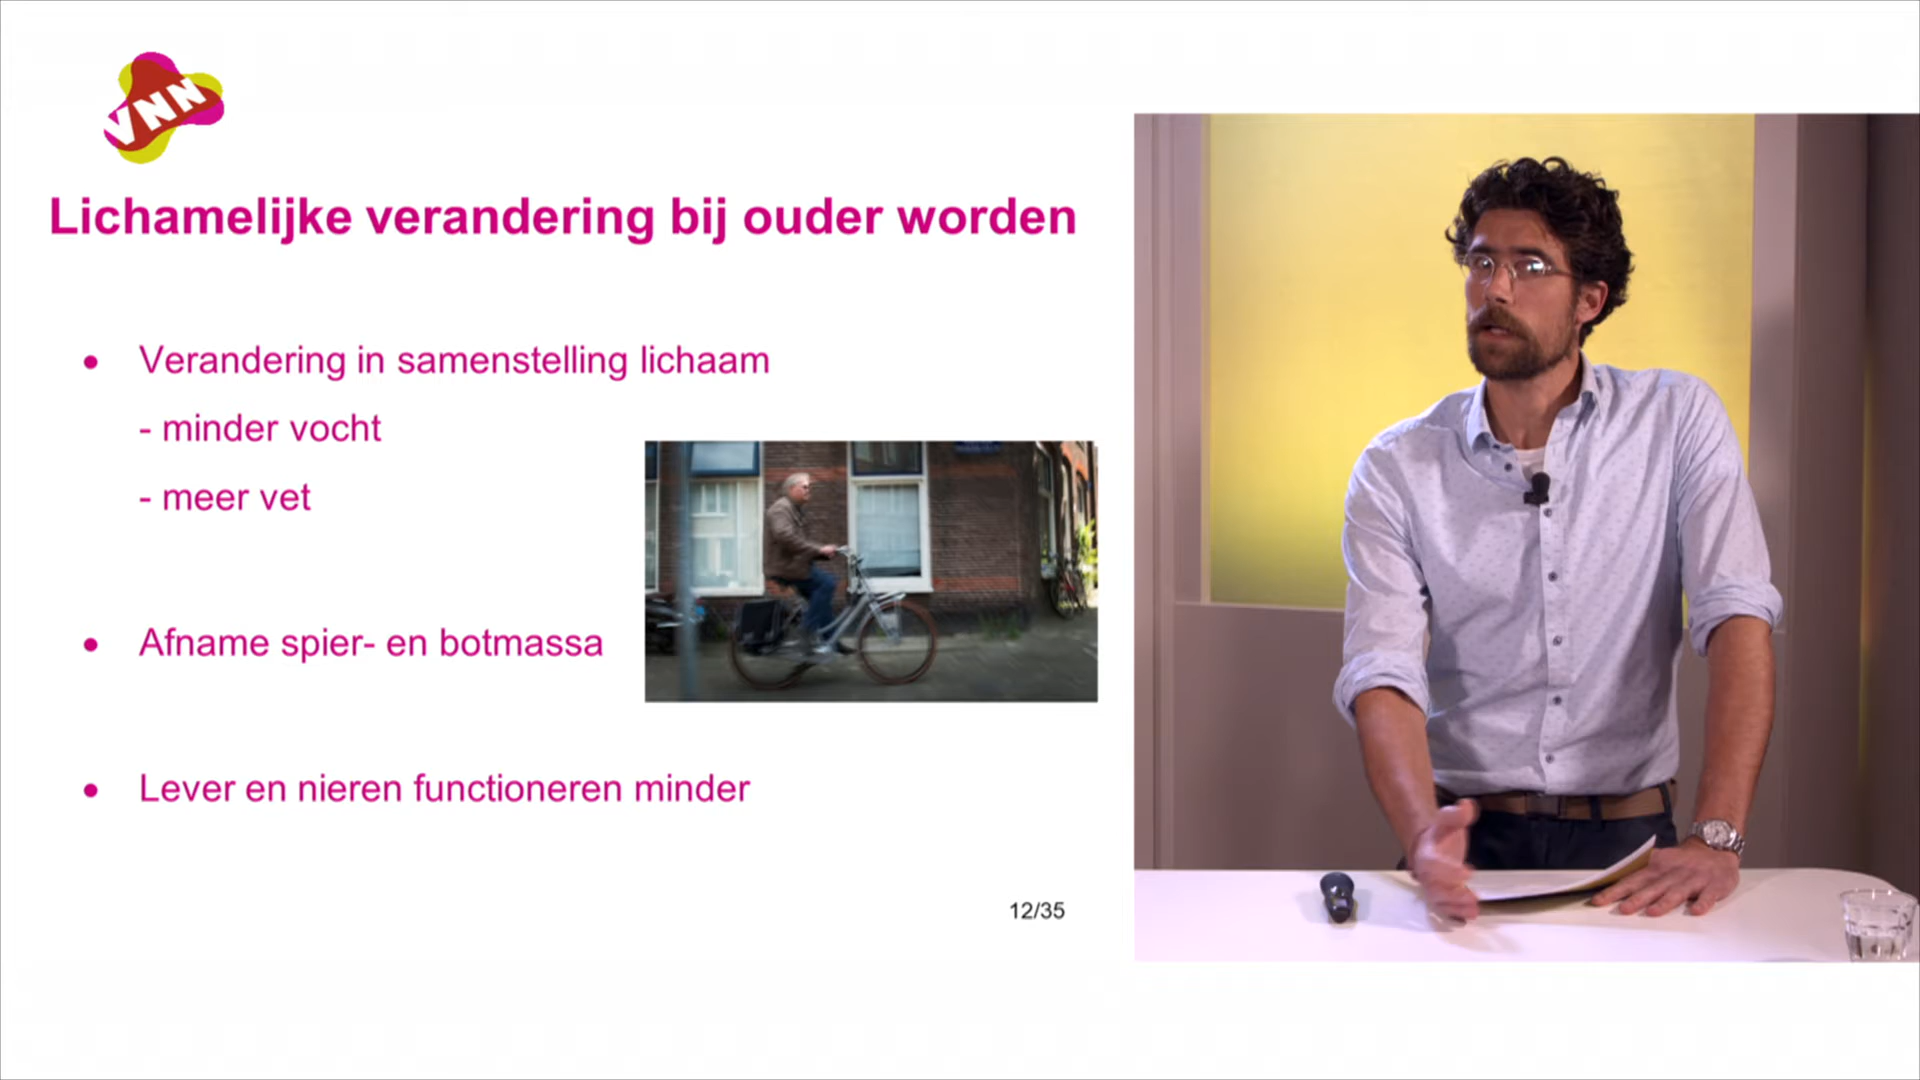 VNN
Lichamelijke verandering bij ouder worden
• Verandering in samenstelling lichaam
- minder vocht
- meer vet
• Afname spier- en botmassa
• Lever en nieren functioneren minder
12/35